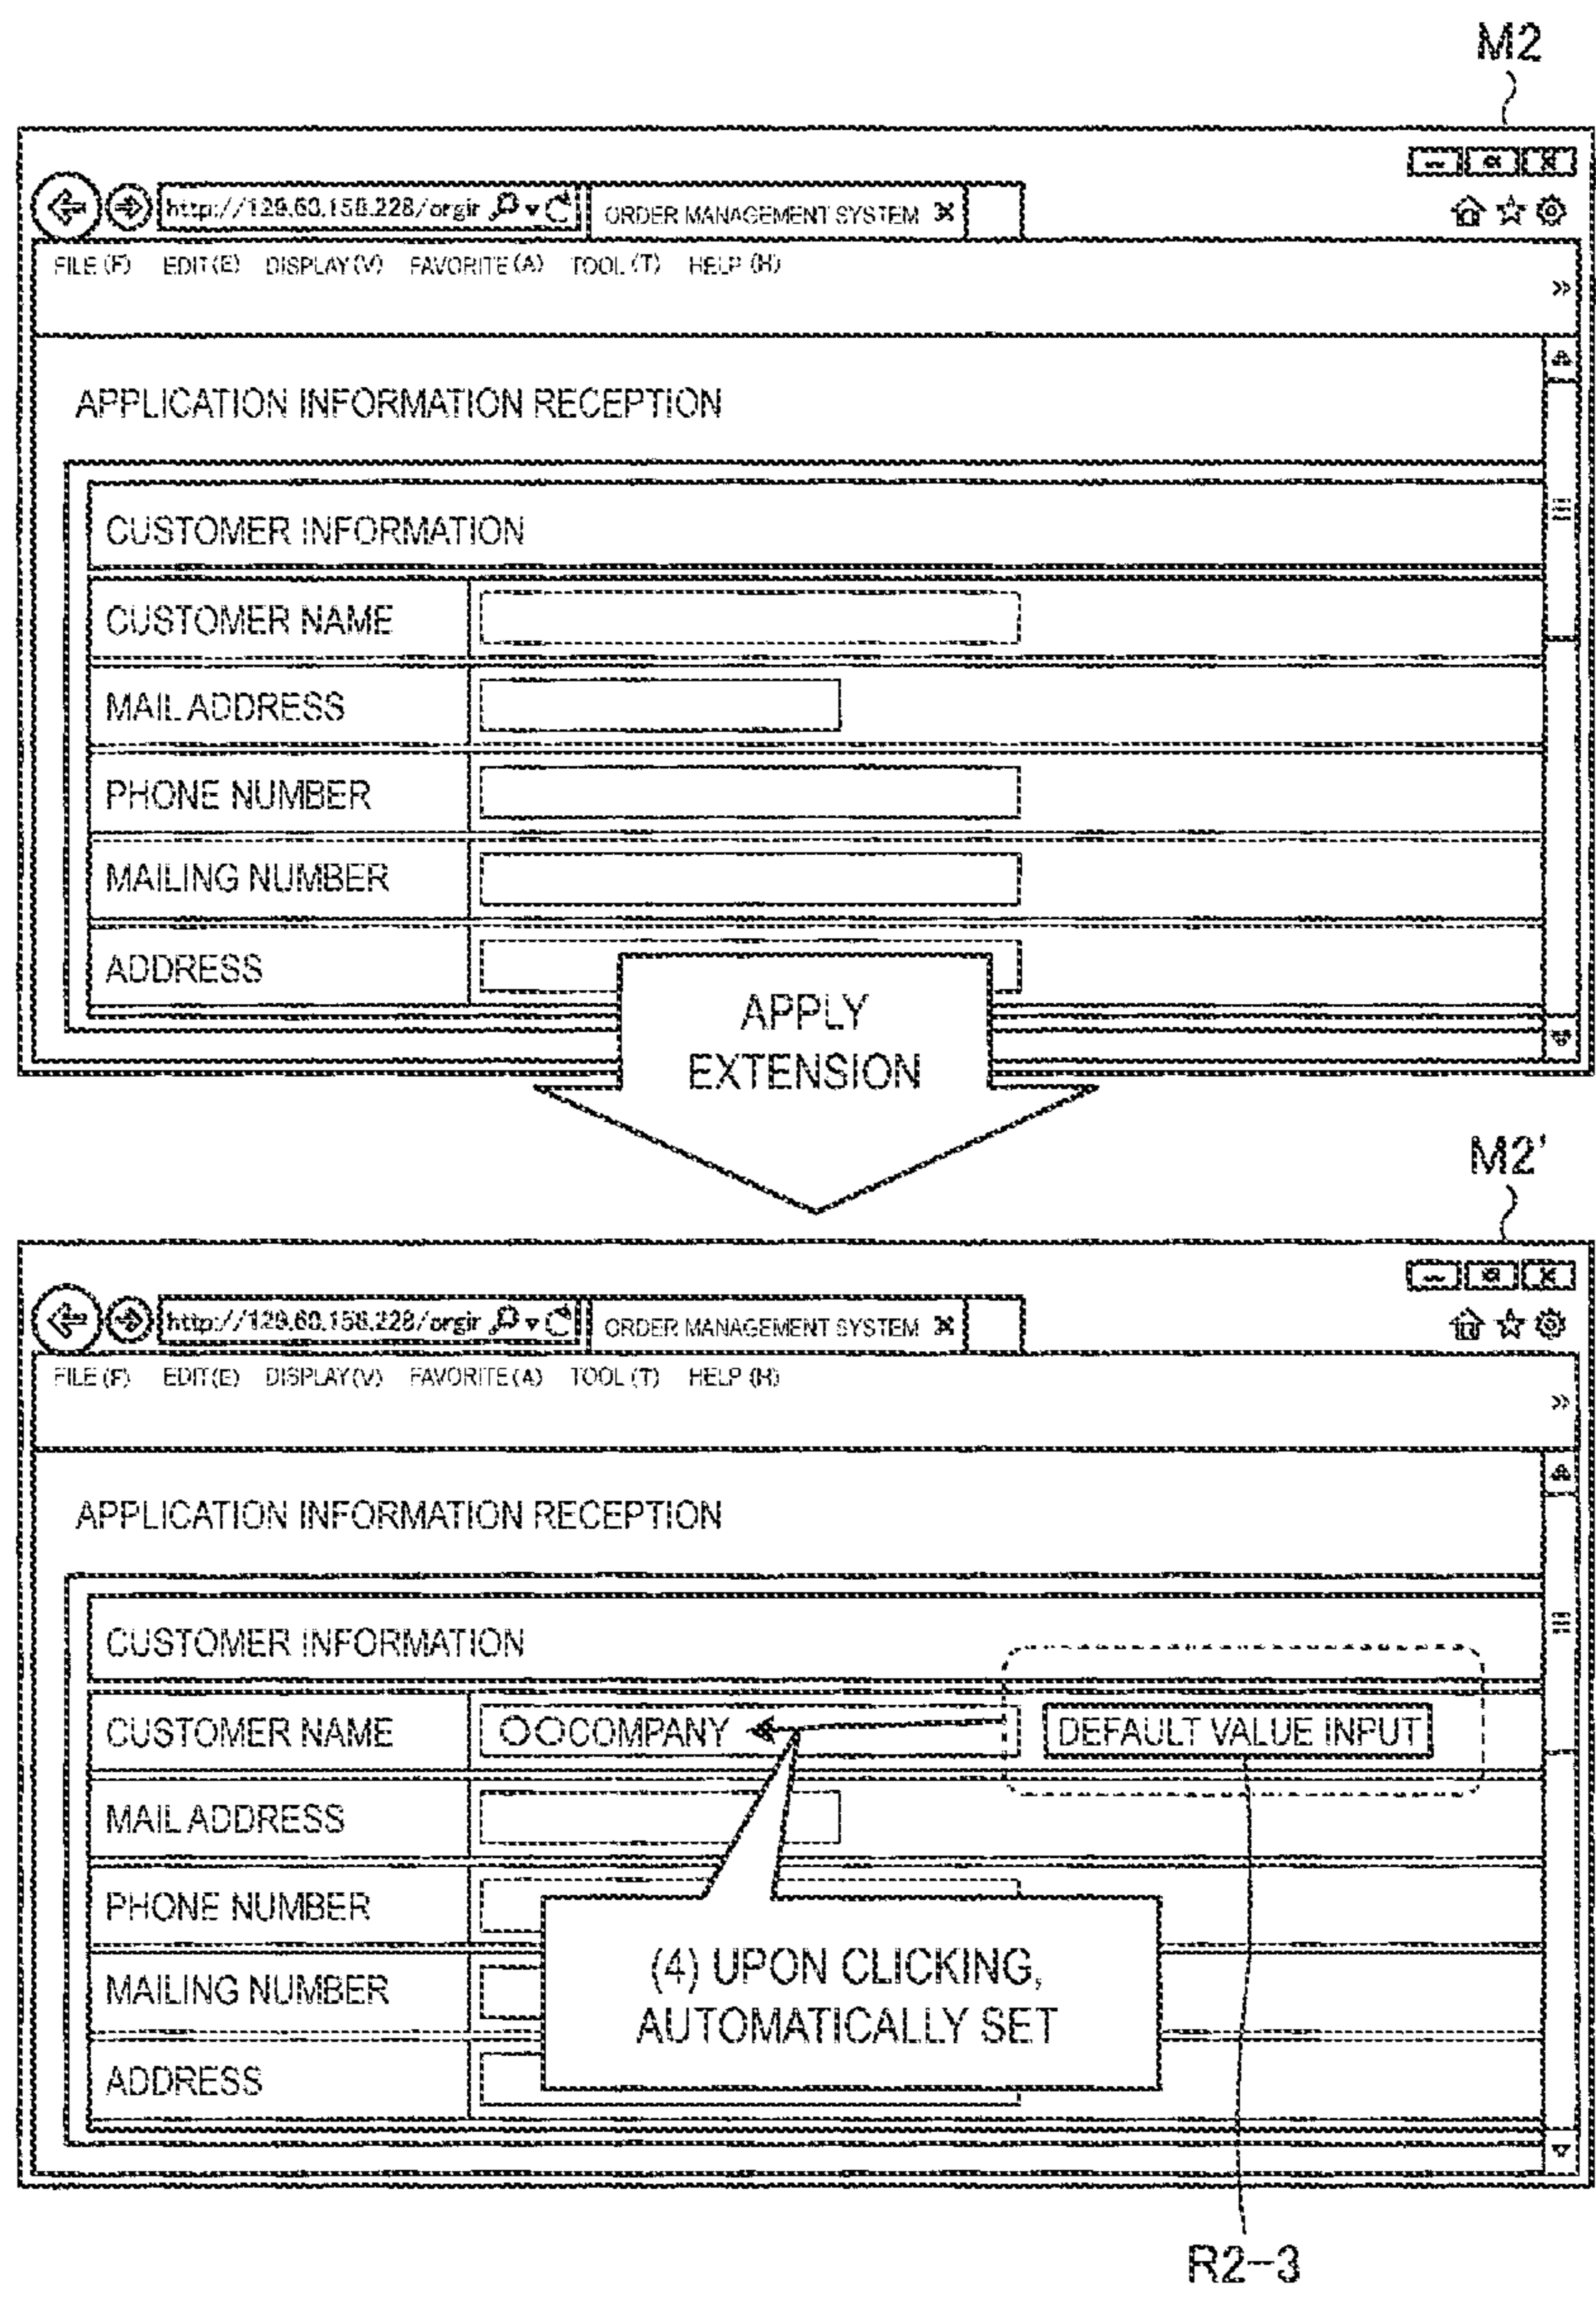 M2
http://129.60.158.228/orgir
ORDER MANAGEMENT SYSTEM
FILE (F) EDIT(E) DISPLAY(V) FAVORITE(A) TOOL (T) HELP (H)
APPLICATION INFORMATION RECEPTION
CUSTOMER INFORMATION
CUSTOMER NAME
MAIL ADDRESS
PHONE NUMBER
MAILING NUMBER
ADDRESS
APPLY
EXTENSION
M2'
http://129.60.158.228/orgir
ORDER MANAGEMENT SYSTEM
FILE (F) EDIT(E) DISPLAY(V) FAVORITE(A) TOOL (T) HELP (H)
APPLICATION INFORMATION RECEPTION
CUSTOMER INFORMATION
CUSTOMER NAME
○○COMPANY
DEFAULT VALUE INPUT
MAIL ADDRESS
PHONE NUMBER
(4) UPON CLICKING,
AUTOMATICALLY SET
MAILING NUMBER
ADDRESS
R2-3